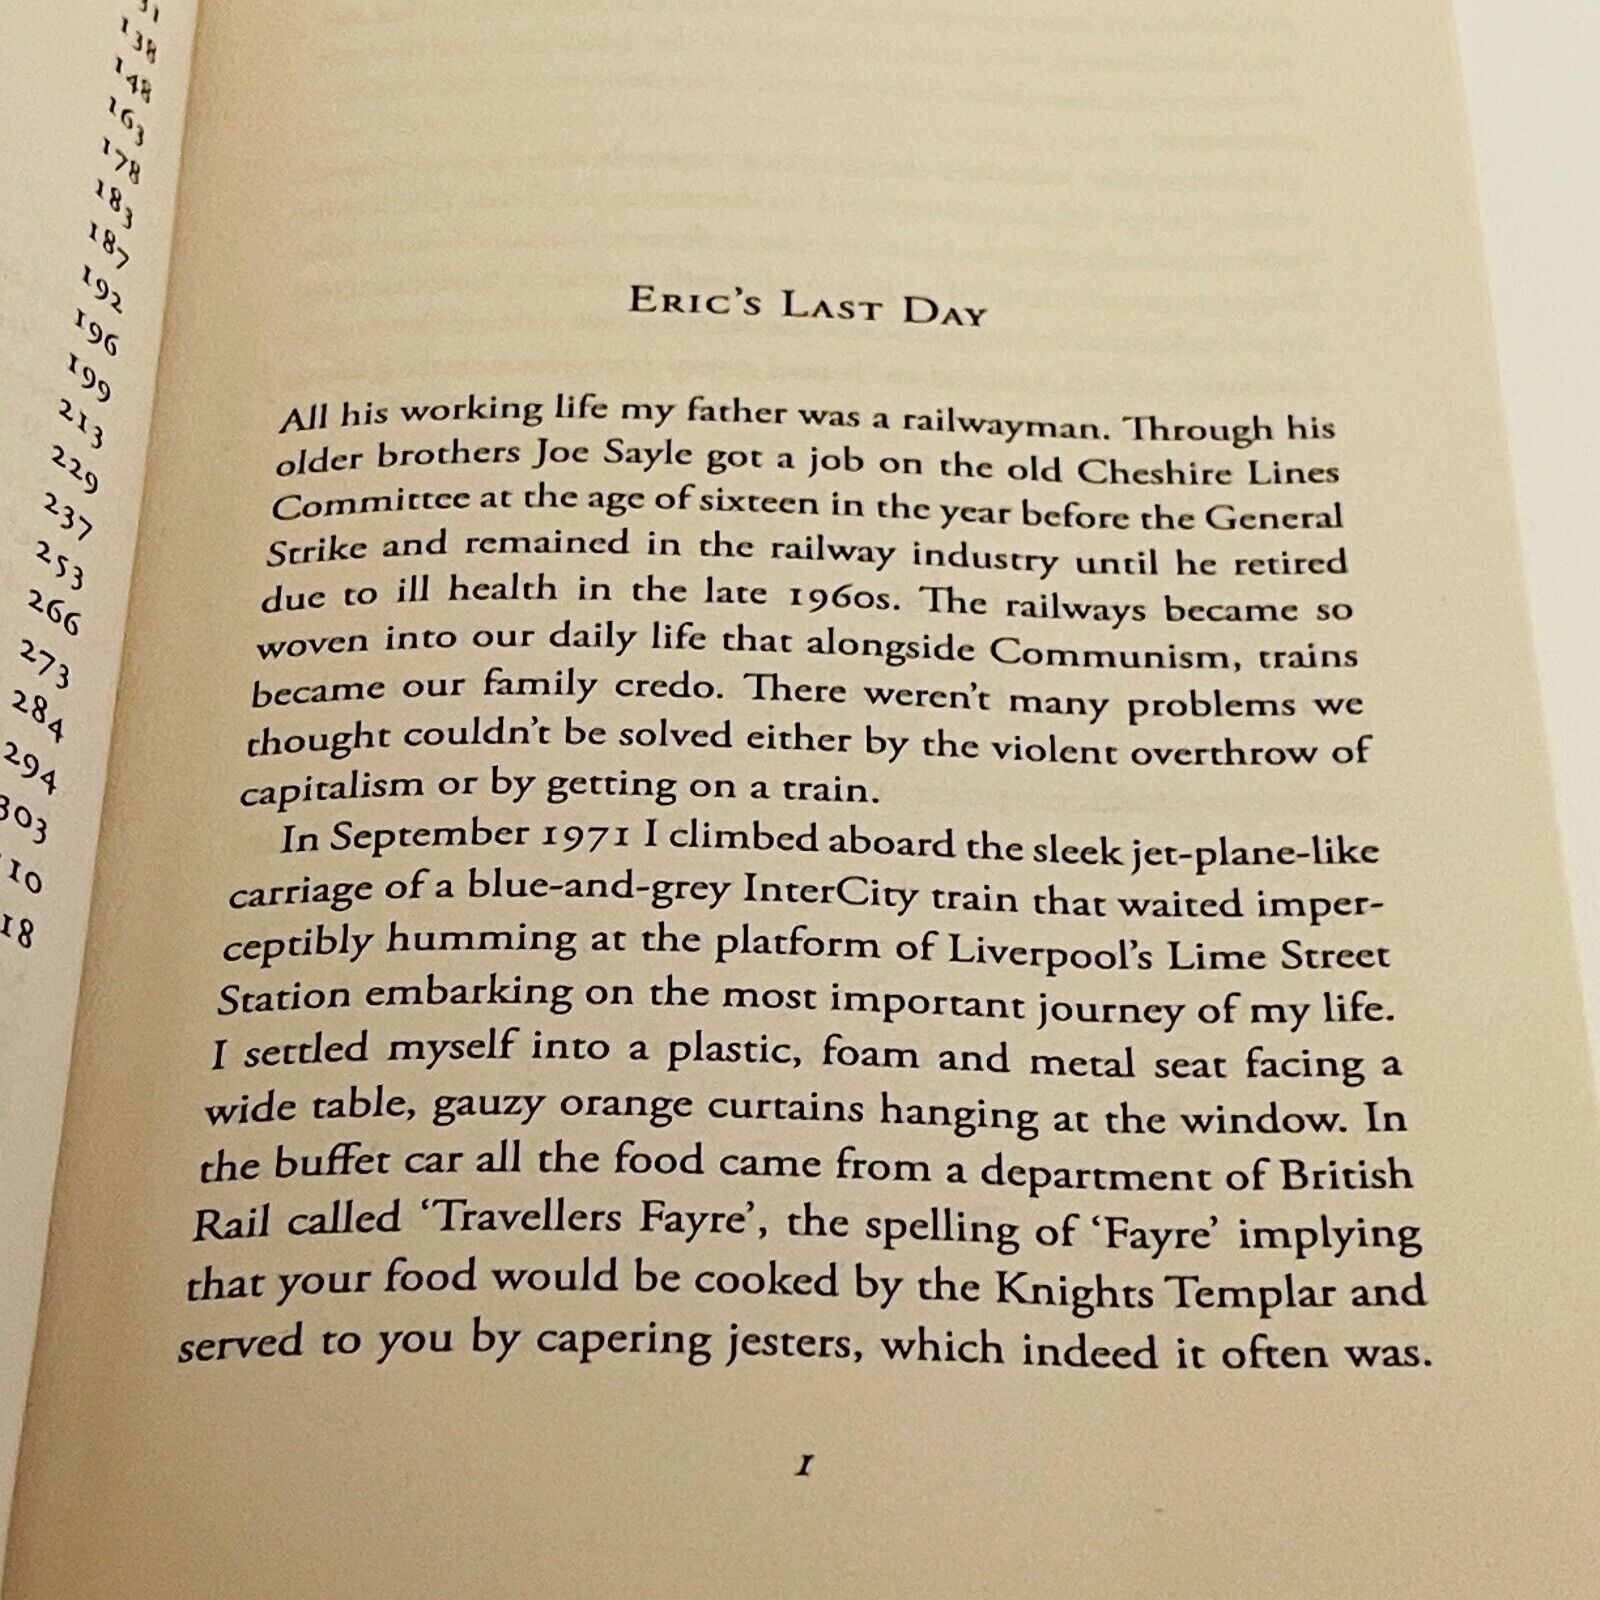 138
148
163
178
183
187
192
196
199
213
229
237
253
266
273
284
294
303
10
18
ERIC'S LAST DAY
All his working life my father was a railwayman. Through his
older brothers Joe Sayle got a job on the old Cheshire Lines
Committee at the age of sixteen in the year before the General
Strike and remained in the railway industry until he retired
due to ill health in the late 1960s. The railways became so
woven into our daily life that alongside Communism, trains
became our family credo. There weren't many problems we
thought couldn't be solved either by the violent overthrow of
capitalism or by getting on a train.
In September 1971 I climbed aboard the sleek jet-plane-like
carriage of a blue-and-grey InterCity train that waited imper-
ceptibly humming at the platform of Liverpool's Lime Street
Station embarking on the most important journey of my life.
I settled myself into a plastic, foam and metal seat facing a
wide table, gauzy orange curtains hanging at the window. In
the buffet car all the food came from a department of British
Rail called 'Travellers Fayre', the spelling of 'Fayre' implying
that your food would be cooked by the Knights Templar and
served to you by capering jesters, which indeed it often was.
1